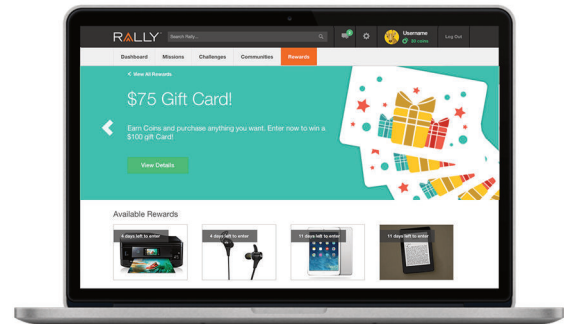 RALLY
Search Rally...
Username
30 coins
Log Out
Dashboard Missions Challenges Communities Rewards
< View All Rewards
$75 Gift Card!
Earn Coins and purchase anything you want. Enter now to win a
$100 gift Card!
View Details
Available Rewards
4 days left to enter
4 days left to enter
11 days left to enter
11 days left to enter